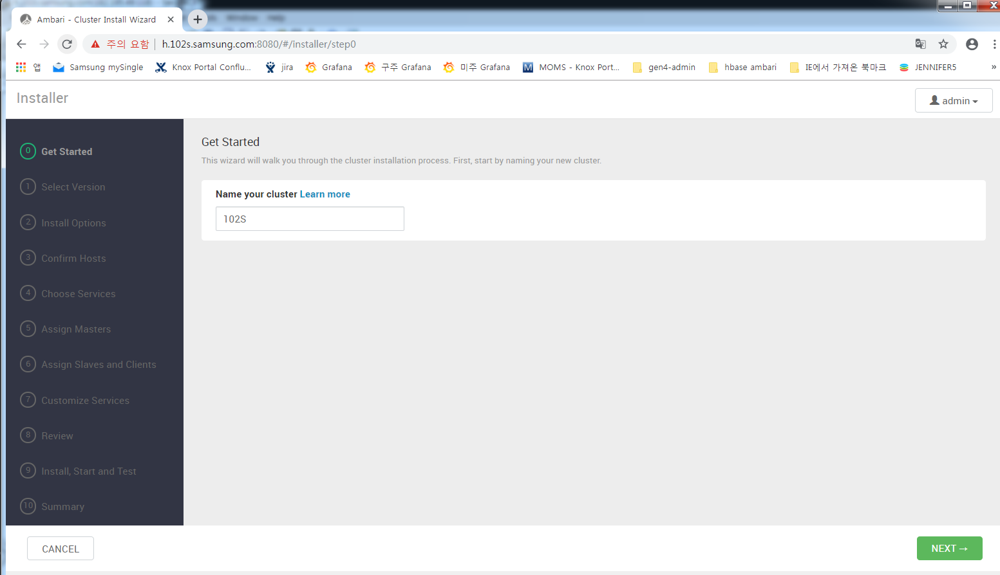 Ambari - Cluster Install Wizard
주의 요함 h.102s.samsung.com:8080/#/installer/step0
앱 Samsung mySingle Knox Portal Conflu... jira Grafana 구주 Grafana 미주 Grafana M MOMS - Knox Port... gen4-admin hbase ambari IE에서 가져온 북마크 JENNIFER5 »
Installer
admin
0 Get Started
1 Select Version
2 Install Options
3 Confirm Hosts
4 Choose Services
5 Assign Masters
6 Assign Slaves and Clients
7 Customize Services
8 Review
9 Install, Start and Test
10 Summary
Get Started
This wizard will walk you through the cluster installation process. First, start by naming your new cluster.
Name your cluster Learn more
102S
CANCEL
NEXT →